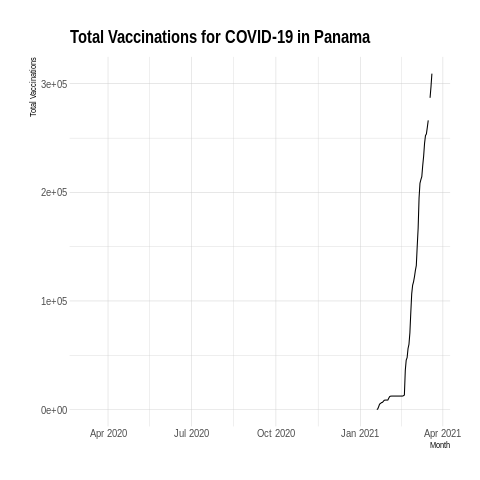 Total Vaccinations for COVID-19 in Panama
Total Vaccinations
3e+05
2e+05
1e+05
0e+00
Apr 2020 Jul 2020 Oct 2020 Jan 2021 Apr 2021
Month